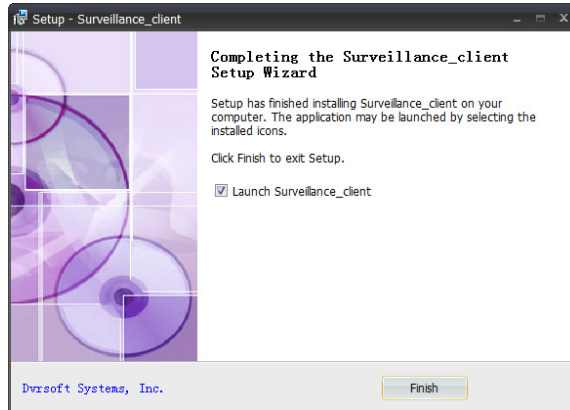 Setup - Surveillance_client
Completing the Surveillance_client
Setup Wizard
Setup has finished installing Surveillance_client on your
computer. The application may be launched by selecting the
installed icons.
Click Finish to exit Setup.
Launch Surveillance_client
Dvrsoft Systems, Inc.
Finish